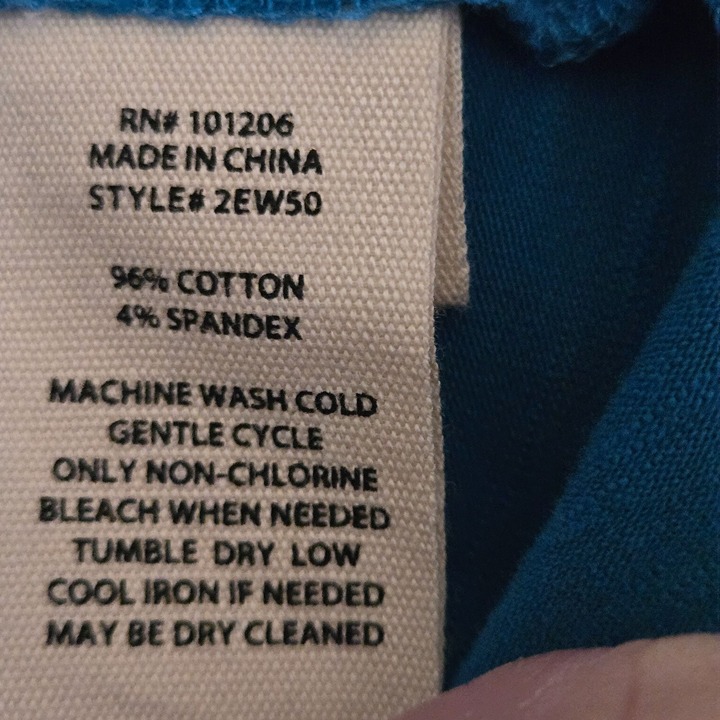 RN# 101206
MADE IN CHINA
STYLE# 2EW50
96% COTTON
4% SPANDEX
MACHINE WASH COLD
GENTLE CYCLE
ONLY NON-CHLORINE
BLEACH WHEN NEEDED
TUMBLE DRY LOW
COOL IRON IF NEEDED
MAY BE DRY CLEANED